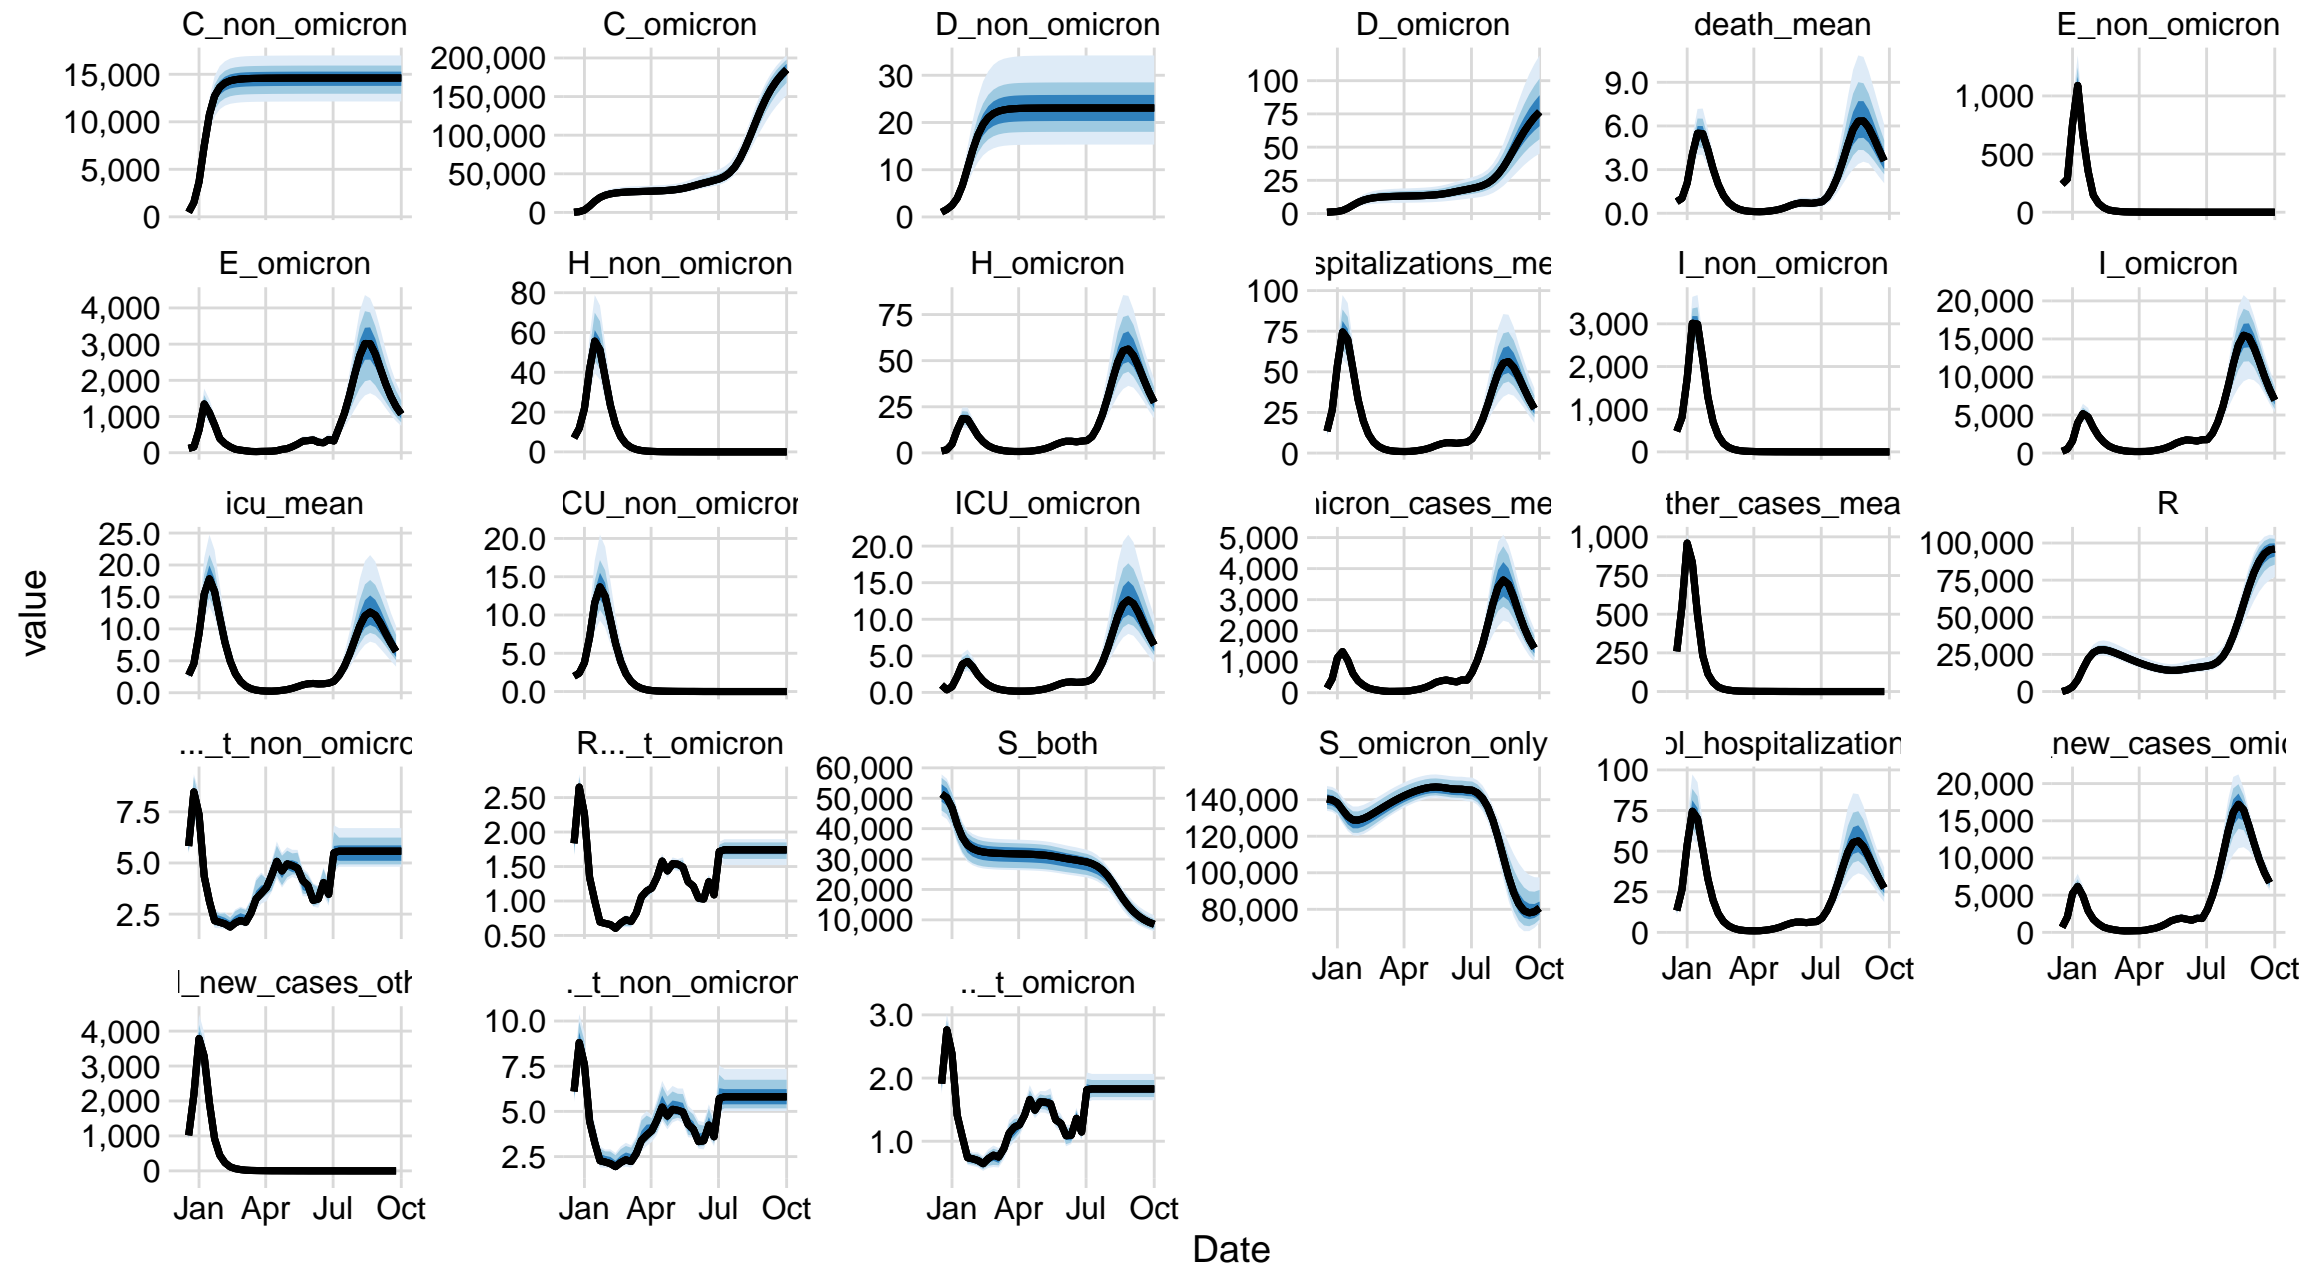 C_non_omicron C_omicron D_non_omicron D_omicron death_mean E_non_omicron
15,000 10,000 5,000 0
200,000 150,000 100,000 50,000 0
30 20 10 0
100 75 50 25 0
9.0 6.0 3.0 0.0
1,000 500 0
E_omicron H_non_omicron H_omicron spitalizations_me I_non_omicron I_omicron
4,000 3,000 2,000 1,000 0
80 60 40 20 0
75 50 25 0
100 75 50 25 0
3,000 2,000 1,000 0
20,000 15,000 10,000 5,000 0
icu_mean CU_non_omicror ICU_omicron icron_cases_me ther_cases_mea R
25.0 20.0 15.0 10.0 5.0 0.0
20.0 15.0 10.0 5.0 0.0
20.0 15.0 10.0 5.0 0.0
5,000 4,000 3,000 2,000 1,000 0
1,000 750 500 250 0
100,000 75,000 50,000 25,000 0
value
..._t_non_omicro R..._t_omicron S_both S_omicron_only ol_hospitalization new_cases_omi
7.5 5.0 2.5
2.50 2.00 1.50 1.00 0.50
60,000 50,000 40,000 30,000 20,000 10,000
140,000 120,000 100,000 80,000
100 75 50 25 0
20,000 15,000 10,000 5,000 0
Jan Apr Jul Oct Jan Apr Jul Oct Jan Apr Jul Oct
l_new_cases_oth ._t_non_omicron .._t_omicron
4,000 3,000 2,000 1,000 0
10.0 7.5 5.0 2.5
3.0 2.0 1.0
Jan Apr Jul Oct Jan Apr Jul Oct Jan Apr Jul Oct
Date